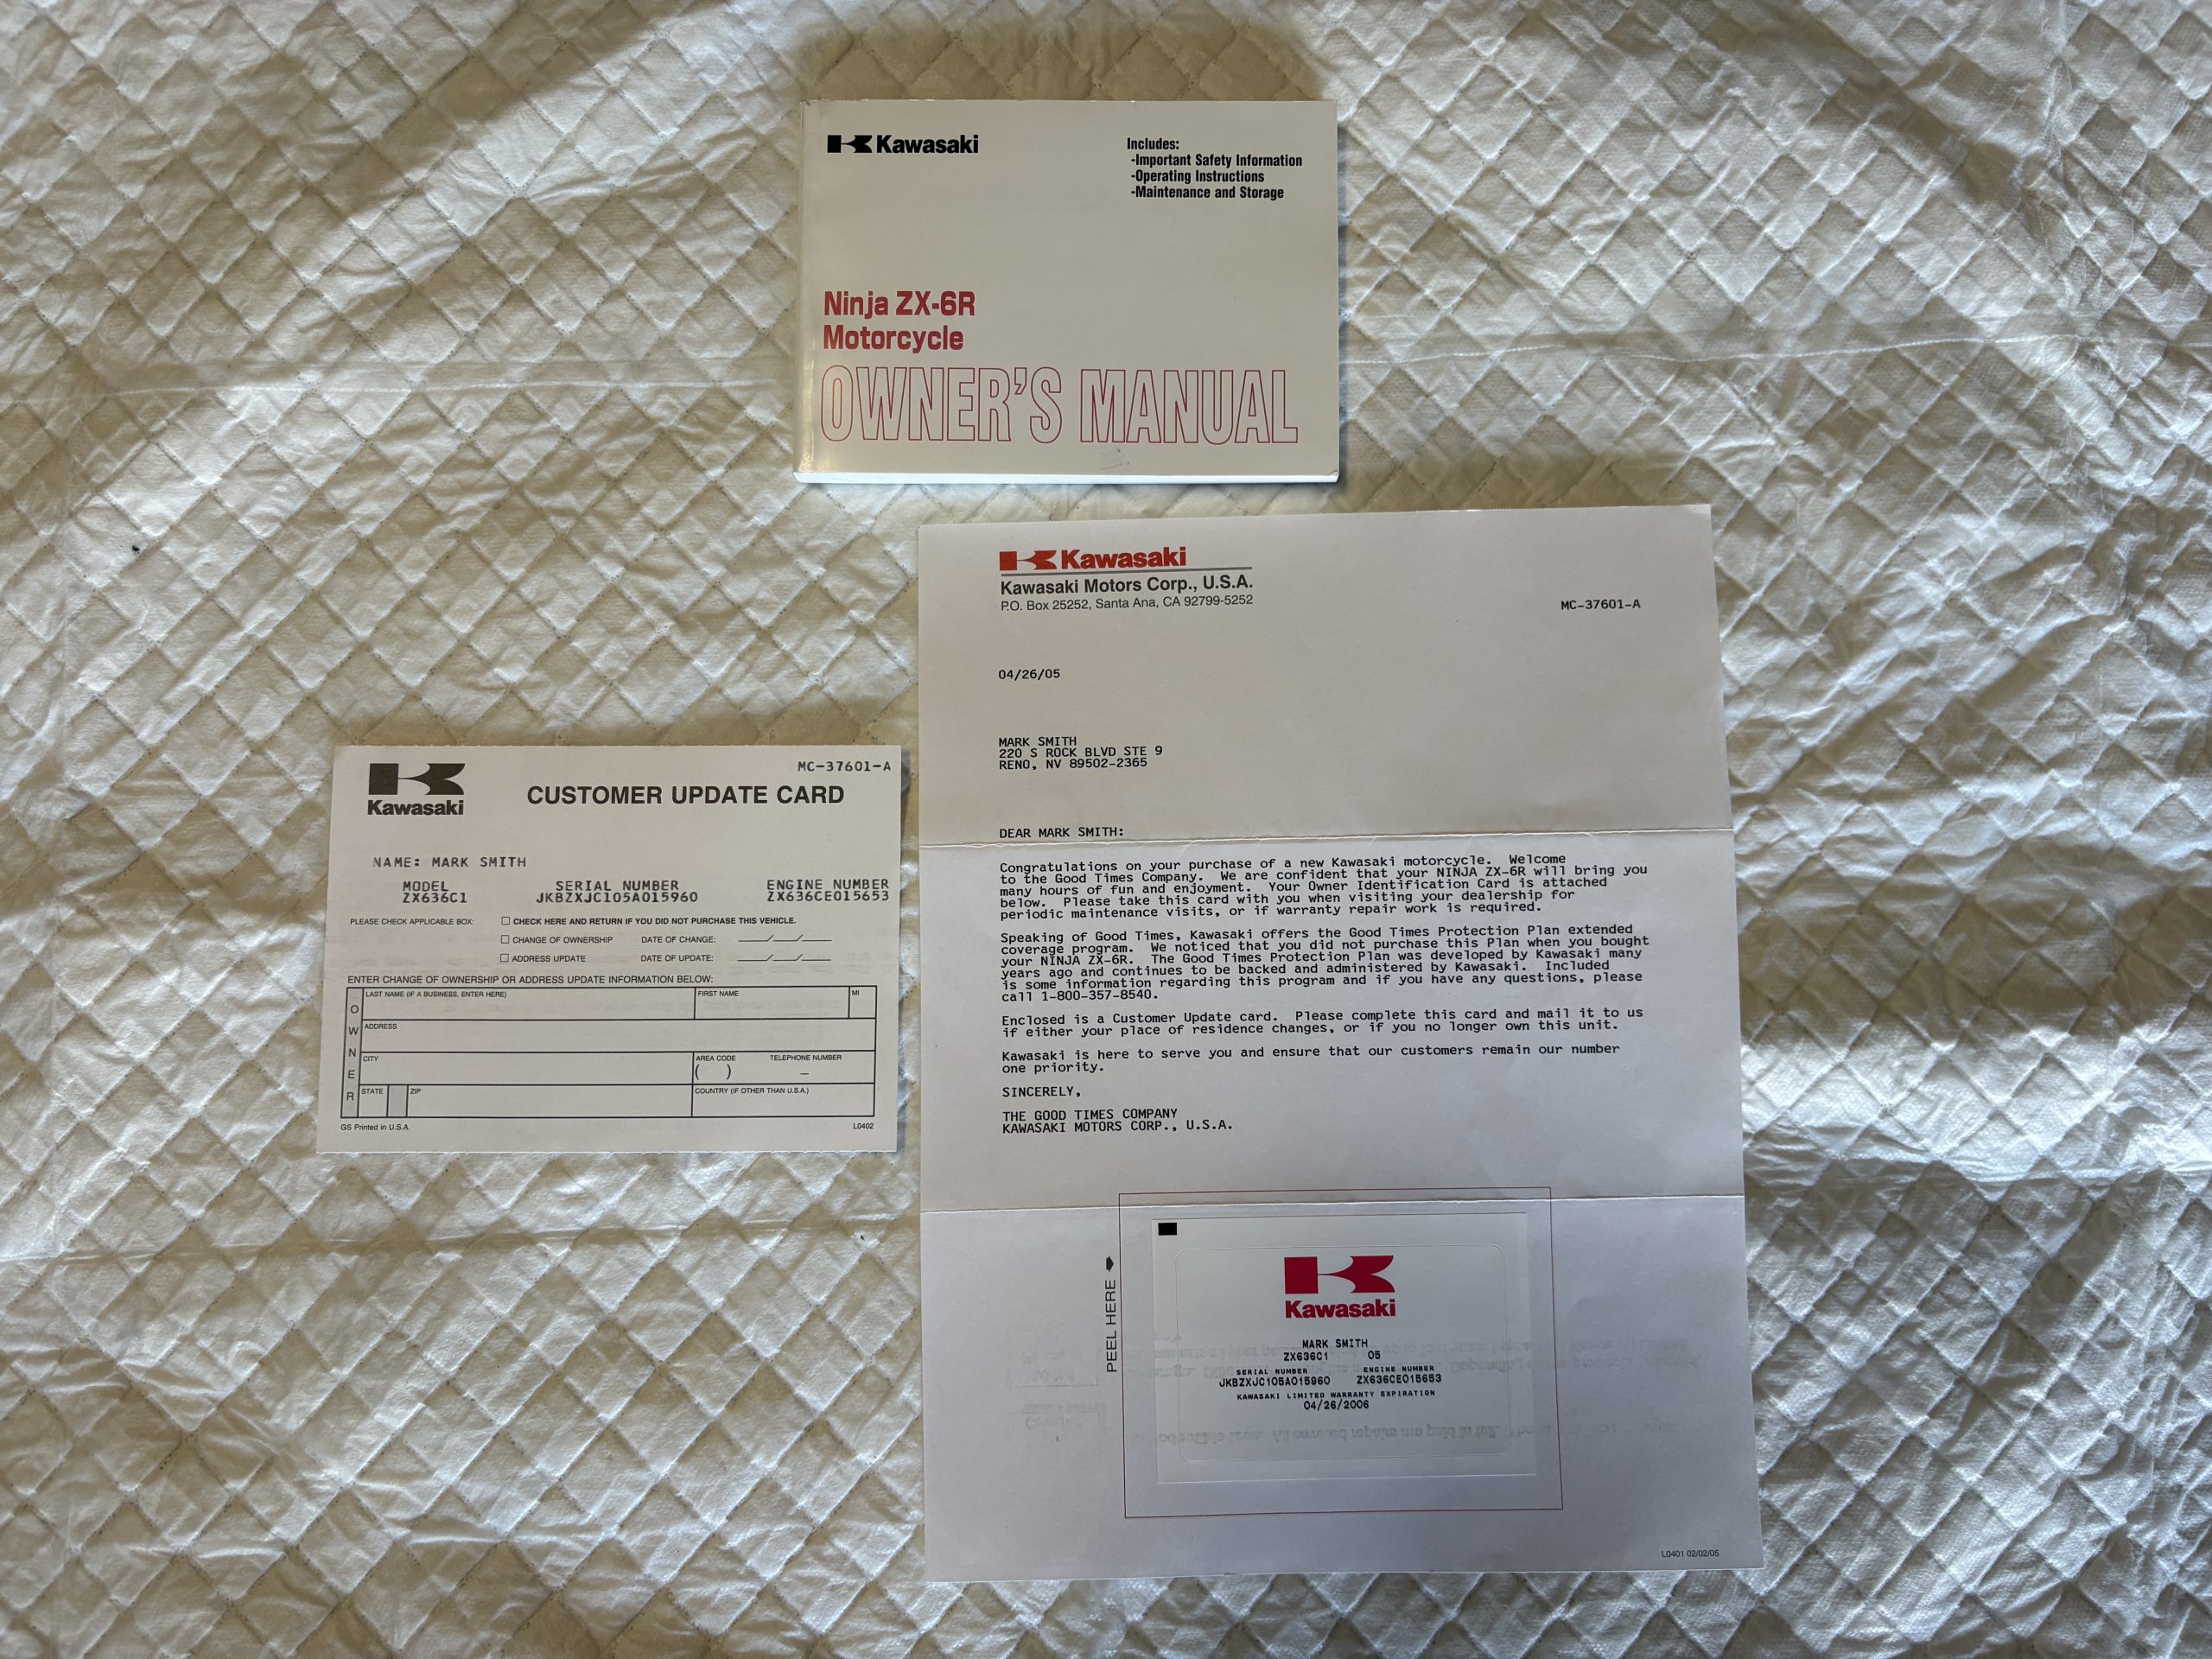 Kawasaki
Includes:
-Important Safety Information
-Operating Instructions
-Maintenance and Storage
Ninja ZX-6R
Motorcycle
OWNER'S MANUAL
MC-37601-A
Kawasaki
CUSTOMER UPDATE CARD
NAME: MARK SMITH
MODEL SERIAL NUMBER ENGINE NUMBER
ZX636C1 JKBZXJC105A015960 ZX636CE015653
PLEASE CHECK APPLICABLE BOX: CHECK HERE AND RETURN IF YOU DID NOT PURCHASE THIS VEHICLE.
CHANGE OF OWNERSHIP DATE OF CHANGE: __/__/__
ADDRESS UPDATE DATE OF UPDATE: __/__/__
ENTER CHANGE OF OWNERSHIP OR ADDRESS UPDATE INFORMATION BELOW:
OWNER
LAST NAME (IF A BUSINESS, ENTER HERE) FIRST NAME MI
ADDRESS
CITY AREA CODE TELEPHONE NUMBER
( ) –
STATE ZIP COUNTRY (IF OTHER THAN U.S.A.)
GS Printed in U.S.A. L0402
Kawasaki
Kawasaki Motors Corp., U.S.A.
P.O. Box 25252, Santa Ana, CA 92799-5252
MC-37601-A
04/26/05
MARK SMITH
220 S ROCK BLVD STE 9
RENO, NV 89502-2365
DEAR MARK SMITH:
Congratulations on your purchase of a new Kawasaki motorcycle. Welcome
to the Good Times Company. We are confident that your NINJA ZX-6R will bring you
many hours of fun and enjoyment. Your Owner Identification Card is attached
below. Please take this card with you when visiting your dealership for
periodic maintenance visits, or if warranty repair work is required.
Speaking of Good Times, Kawasaki offers the Good Times Protection Plan extended
coverage program. We noticed that you did not purchase this Plan when you bought
your NINJA ZX-6R. The Good Times Protection Plan was developed by Kawasaki many
years ago and continues to be backed and administered by Kawasaki. Included
is some information regarding this program and if you have any questions, please
call 1-800-357-8540.
Enclosed is a Customer Update card. Please complete this card and mail it to us
if either your place of residence changes, or if you no longer own this unit.
Kawasaki is here to serve you and ensure that our customers remain our number
one priority.
SINCERELY,
THE GOOD TIMES COMPANY
KAWASAKI MOTORS CORP., U.S.A.
PEEL HERE
Kawasaki
MARK SMITH
ZX636C1 05
SERIAL NUMBER ENGINE NUMBER
JKBZXJC105A015960 ZX636CE015653
KAWASAKI LIMITED WARRANTY EXPIRATION
04/26/2006
L0401 02/02/05